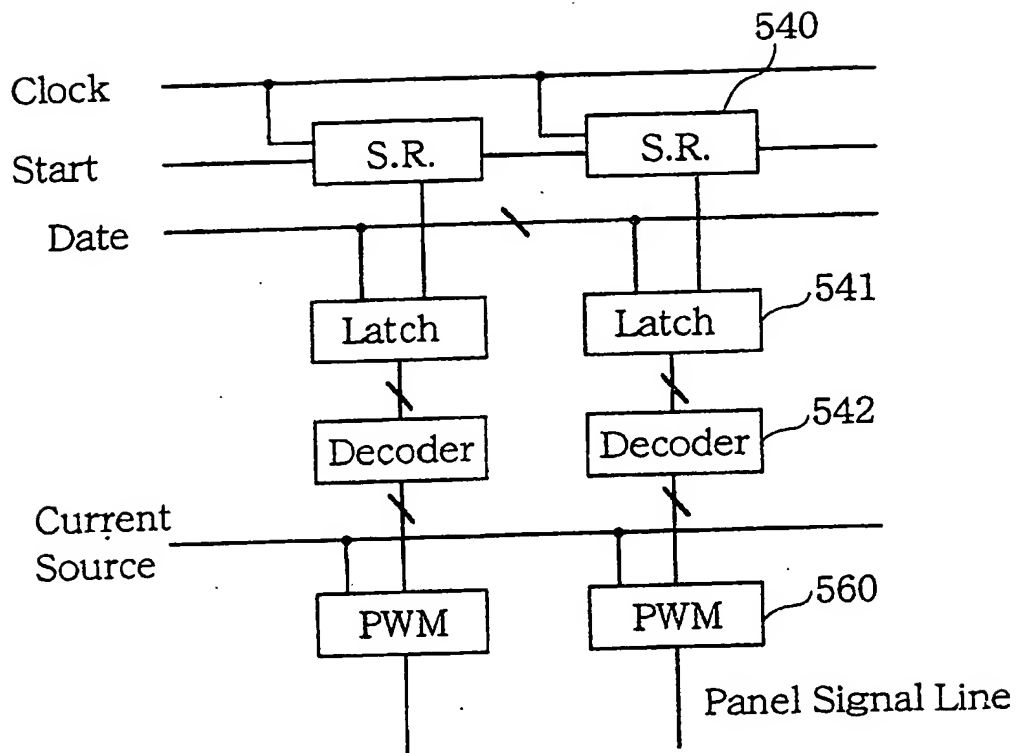 540
Clock
S.R.
S.R.
Start
Date
541
Latch
Latch
542
Decoder
Decoder
Current
Source
560
PWM
PWM
Panel Signal Line